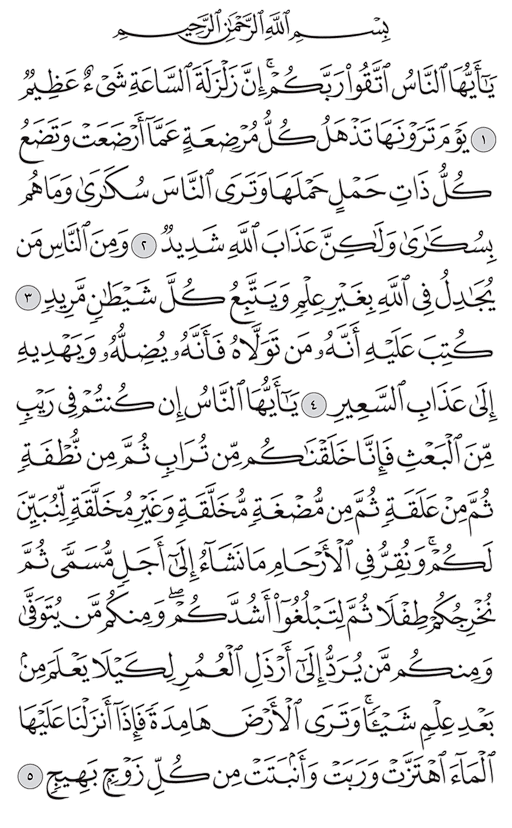 بِسْمِ ٱللَّهِ ٱلرَّحْمَٰنِ ٱلرَّحِيمِ
يَٰٓأَيُّهَا ٱلنَّاسُ ٱتَّقُوا۟ رَبَّكُمْ ۚ إِنَّ زَلْزَلَةَ ٱلسَّاعَةِ شَىْءٌ عَظِيمٌ
١ يَوْمَ تَرَوْنَهَا تَذْهَلُ كُلُّ مُرْضِعَةٍ عَمَّآ أَرْضَعَتْ وَتَضَعُ
كُلُّ ذَاتِ حَمْلٍ حَمْلَهَا وَتَرَى ٱلنَّاسَ سُكَٰرَىٰ وَمَا هُم
بِسُكَٰرَىٰ وَلَٰكِنَّ عَذَابَ ٱللَّهِ شَدِيدٌ ٢ وَمِنَ ٱلنَّاسِ مَن
يُجَٰدِلُ فِى ٱللَّهِ بِغَيْرِ عِلْمٍ وَيَتَّبِعُ كُلَّ شَيْطَٰنٍ مَّرِيدٍ ٣
كُتِبَ عَلَيْهِ أَنَّهُۥ مَن تَوَلَّاهُ فَأَنَّهُۥ يُضِلُّهُۥ وَيَهْدِيهِ
إِلَىٰ عَذَابِ ٱلسَّعِيرِ ٤ يَٰٓأَيُّهَا ٱلنَّاسُ إِن كُنتُمْ فِى رَيْبٍ
مِّنَ ٱلْبَعْثِ فَإِنَّا خَلَقْنَٰكُم مِّن تُرَابٍ ثُمَّ مِن نُّطْفَةٍ
ثُمَّ مِنْ عَلَقَةٍ ثُمَّ مِن مُّضْغَةٍ مُّخَلَّقَةٍ وَغَيْرِ مُخَلَّقَةٍ لِّنُبَيِّنَ
لَكُمْ ۚ وَنُقِرُّ فِى ٱلْأَرْحَامِ مَا نَشَآءُ إِلَىٰٓ أَجَلٍ مُّسَمًّى ثُمَّ
نُخْرِجُكُمْ طِفْلًا ثُمَّ لِتَبْلُغُوٓا۟ أَشُدَّكُمْ ۖ وَمِنكُم مَّن يُتَوَفَّىٰ
وَمِنكُم مَّن يُرَدُّ إِلَىٰٓ أَرْذَلِ ٱلْعُمُرِ لِكَيْلَا يَعْلَمَ مِنۢ
بَعْدِ عِلْمٍ شَيْـًٔا ۚ وَتَرَى ٱلْأَرْضَ هَامِدَةً فَإِذَآ أَنزَلْنَا عَلَيْهَا
ٱلْمَآءَ ٱهْتَزَّتْ وَرَبَتْ وَأَنۢبَتَتْ مِن كُلِّ زَوْجٍۭ بَهِيجٍ ٥